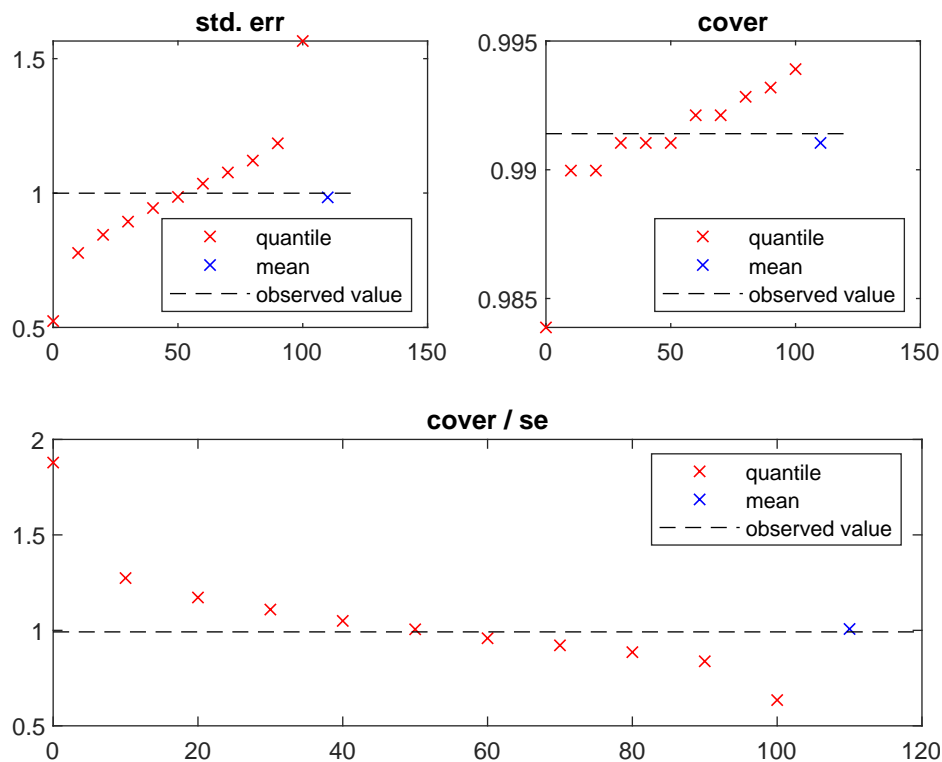 std. err
1.5
1
0.5
0
50
100
150
quantile
mean
observed value
cover
0.995
0.99
0.985
0
50
100
150
quantile
mean
observed value
cover / se
2
1.5
1
0.5
0
20
40
60
80
100
120
quantile
mean
observed value